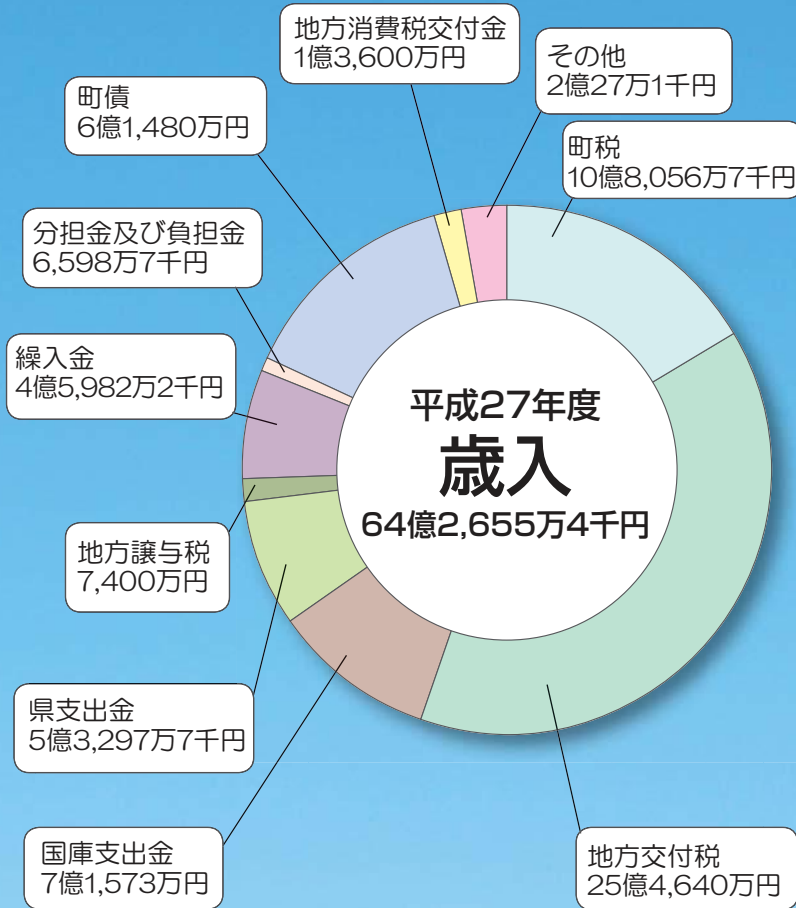 地方消費税交付金
1億3,600万円
その他
2億27万1千円
町債
6億1,480万円
町税
10億8,056万7千円
分担金及び負担金
6,598万7千円
繰入金
4億5,982万2千円
平成27年度
歳入
64億2,655万4千円
地方譲与税
7,400万円
県支出金
5億3,297万7千円
国庫支出金
7億1,573万円
地方交付税
25億4,640万円